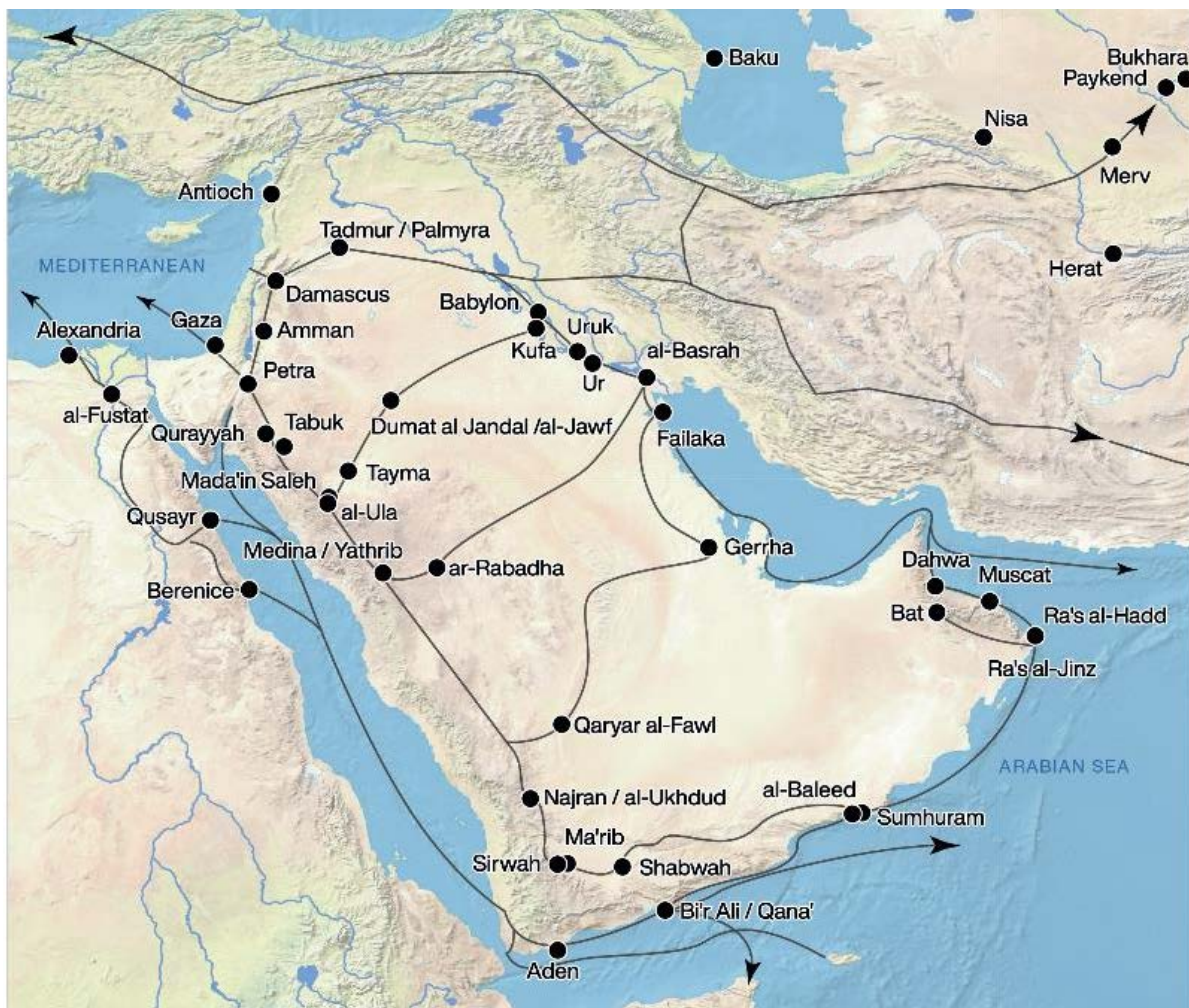 Baku
Bukhara
Paykend
Nisa
Merv
Antioch
Tadmur / Palmyra
MEDITERRANEAN
Herat
Damascus
Babylon
Alexandria
Gaza
Amman
Uruk
Kufa
al-Basrah
Petra
Ur
al-Fustat
Tabuk
Dumat al Jandal /al-Jawf
Qurayyah
Failaka
Mada'in Saleh
Tayma
al-Ula
Qusayr
Medina / Yathrib
Gerrha
ar-Rabadha
Dahwa
Muscat
Berenice
Bat
Ra's al-Hadd
Ra's al-Jinz
Qaryar al-Fawl
ARABIAN SEA
Najran / al-Ukhdud
al-Baleed
Sumhuram
Ma'rib
Sirwah
Shabwah
Bi'r Ali / Qana'
Aden